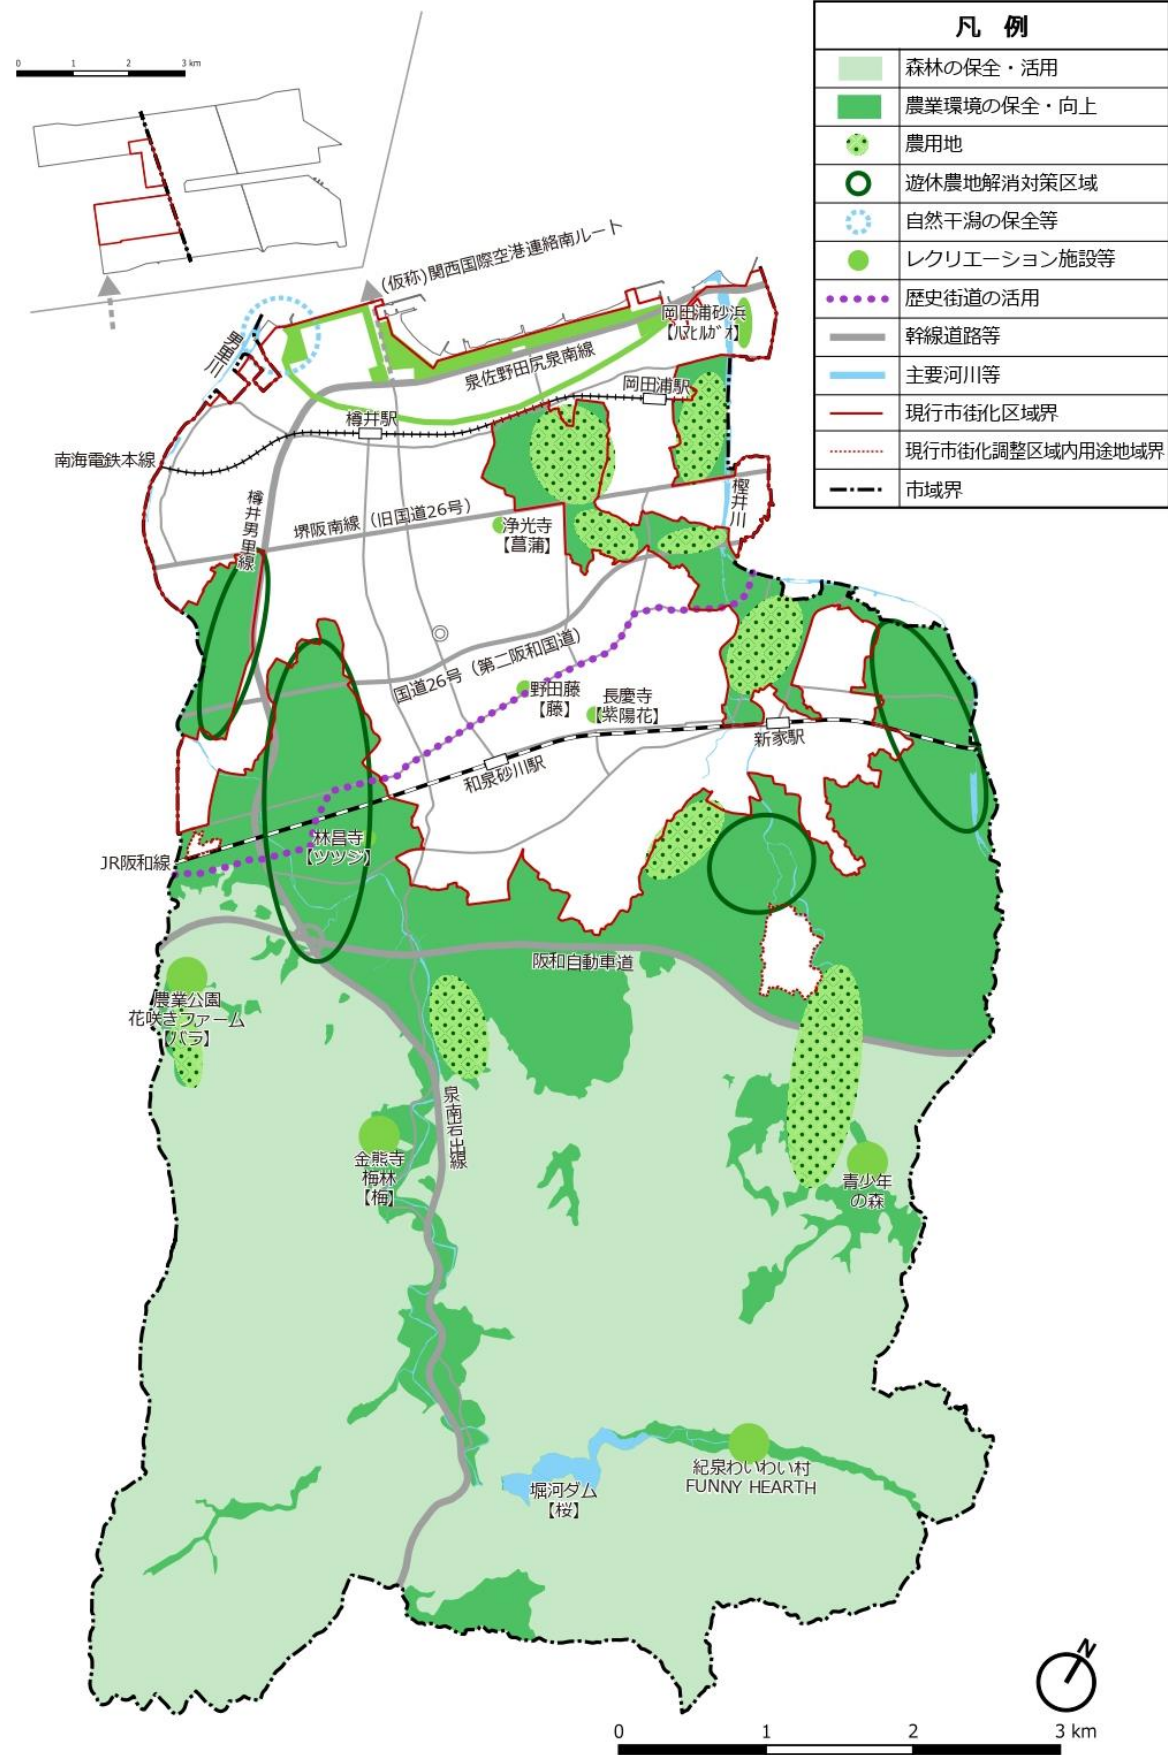 凡 例
森林の保全・活用
農業環境の保全・向上
農用地
遊休農地解消対策区域
自然干潟の保全等
レクリエーション施設等
歴史街道の活用
幹線道路等
主要河川等
現行市街化区域界
現行市街化調整区域内用途地域界
市域界
0 1 2 3 km
(仮称)関西国際空港連絡南ルート
男里川
岡田浦砂浜
【ハマヒルガオ】
泉佐野田尻泉南線
岡田浦駅
樽井駅
南海電鉄本線
樫井川
樽井男里線
堺阪南線（旧国道26号）
浄光寺
【菖蒲】
国道26号（第二阪和国道）
野田藤
【藤】
長慶寺
【紫陽花】
新家駅
和泉砂川駅
林昌寺
【ツツジ】
JR阪和線
阪和自動車道
農業公園
花咲きファーム
【バラ】
泉南岩出線
金熊寺
梅林
【梅】
青少年
の森
紀泉わいわい村
FUNNY HEARTH
堀河ダム
【桜】
N
0 1 2 3 km